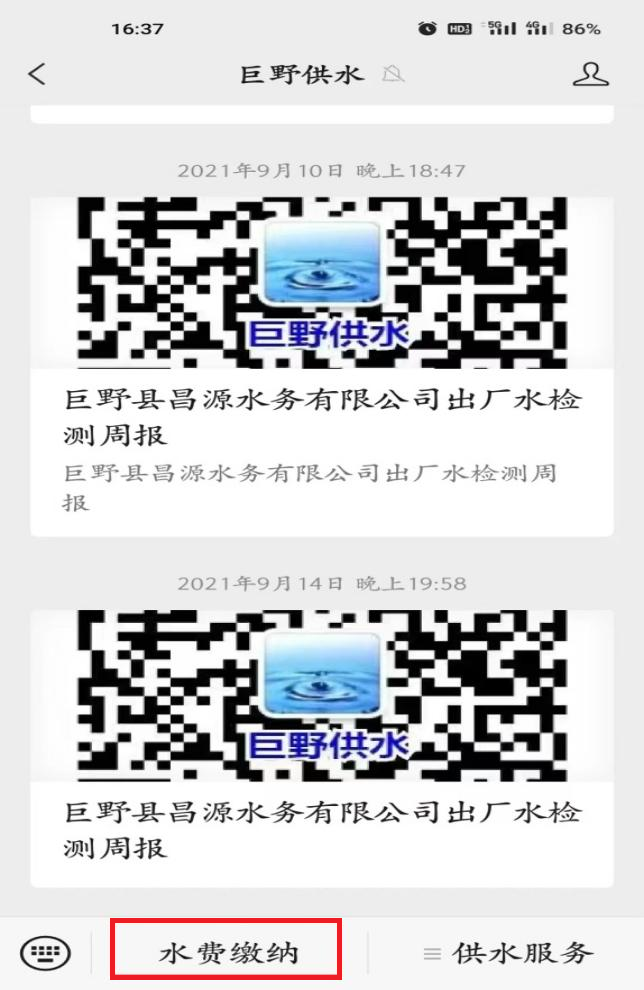 16:37 HD 5G 4G 86%
巨野供水
2021年9月10日 晚上18:47
巨野供水
巨野县昌源水务有限公司出厂水检
测周报
巨野县昌源水务有限公司出厂水检测周
报
2021年9月14日 晚上19:58
巨野供水
巨野县昌源水务有限公司出厂水检
测周报
水费缴纳 供水服务